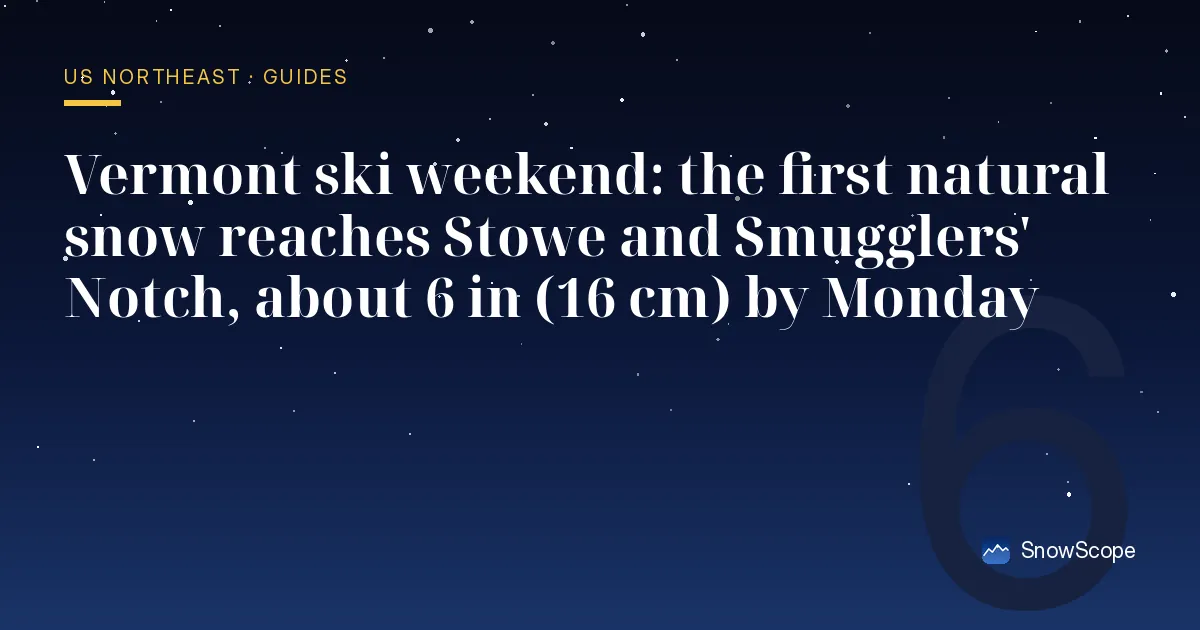 US NORTHEAST · GUIDES
Vermont ski weekend: the first natural
snow reaches Stowe and Smugglers'
Notch, about 6 in (16 cm) by Monday
6
SnowScope